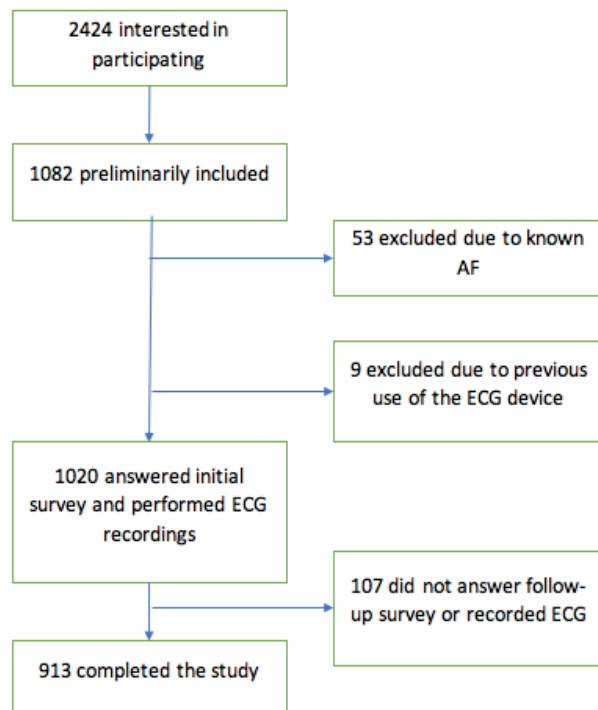 2424 interested in
participating
1082 preliminarily included
53 excluded due to known
AF
9 excluded due to previous
use of the ECG device
1020 answered initial
survey and performed ECG
recordings
107 did not answer follow-
up survey or recorded ECG
913 completed the study